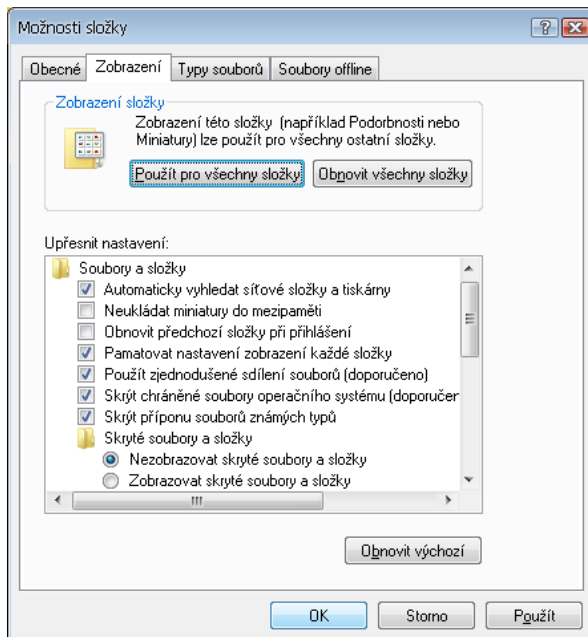 Možnosti složky
Obecné Zobrazení Typy souborů Soubory offline
Zobrazení složky
Zobrazení této složky (například Podorbnosti nebo
Miniatury) lze použít pro všechny ostatní složky.
Použít pro všechny složky Obnovit všechny složky
Upřesnit nastavení:
Soubory a složky
Automaticky vyhledat síťové složky a tiskárny
Neukládat miniatury do mezipaměti
Obnovit předchozí složky při přihlášení
Pamatovat nastavení zobrazení každé složky
Použít zjednodušené sdílení souborů (doporučeno)
Skrýt chráněné soubory operačního systému (doporučer
Skrýt příponu souborů známých typů
Skryté soubory a složky
Nezobrazovat skryté soubory a složky
Zobrazovat skryté soubory a složky
Obnovit výchozí
OK Storno Použít